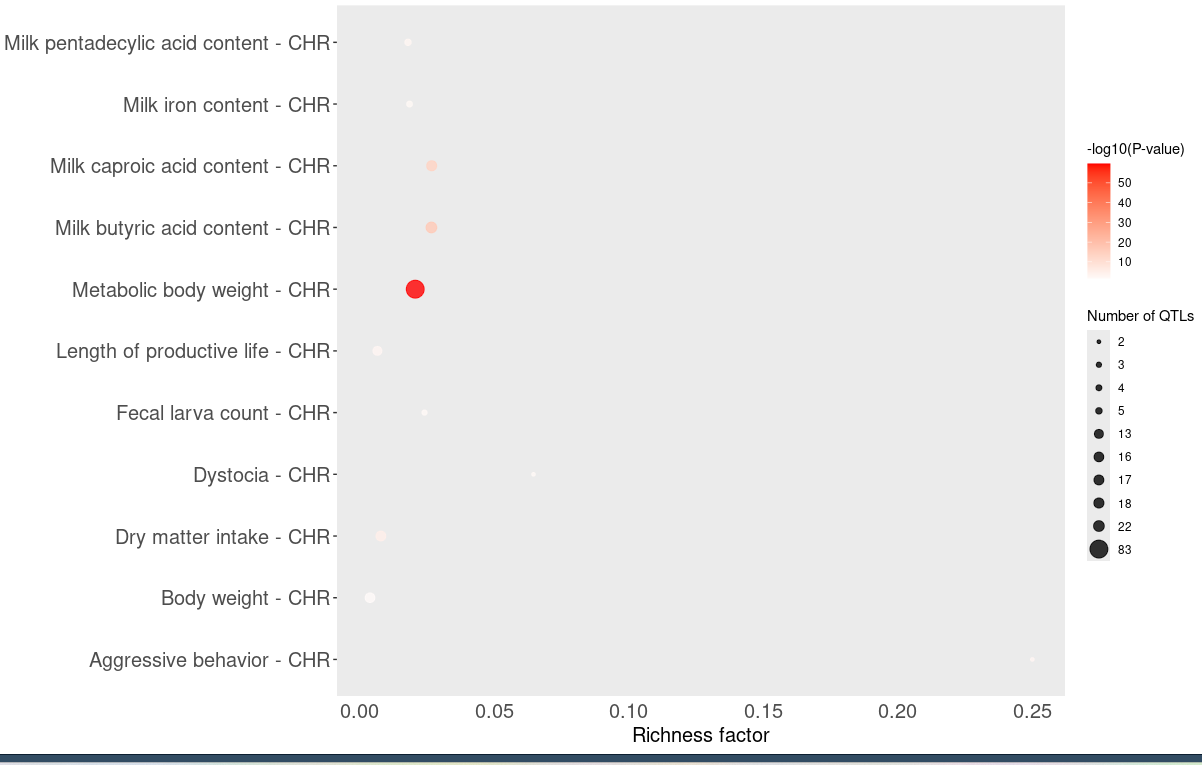 Milk pentadecylic acid content - CHR
Milk iron content - CHR
Milk caproic acid content - CHR
Milk butyric acid content - CHR
Metabolic body weight - CHR
Length of productive life - CHR
Fecal larva count - CHR
Dystocia - CHR
Dry matter intake - CHR
Body weight - CHR
Aggressive behavior - CHR
0.00 0.05 0.10 0.15 0.20 0.25
Richness factor
-log10(P-value)
50
40
30
20
10
Number of QTLs
2
3
4
5
13
16
17
18
22
83